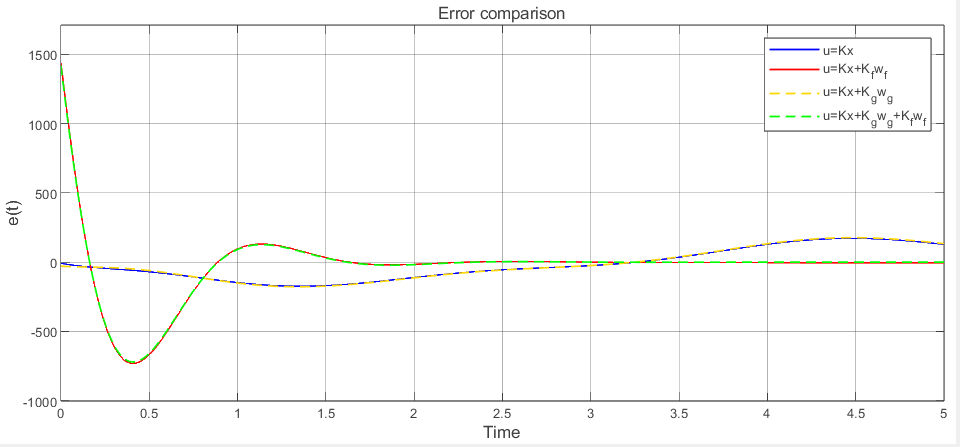 Error comparison
u=Kx
u=Kx+K_f w_f
u=Kx+K_g w_g
u=Kx+K_g w_g+K_f w_f
1500
1000
500
0
-500
-1000
e(t)
0 0.5 1 1.5 2 2.5 3 3.5 4 4.5 5
Time